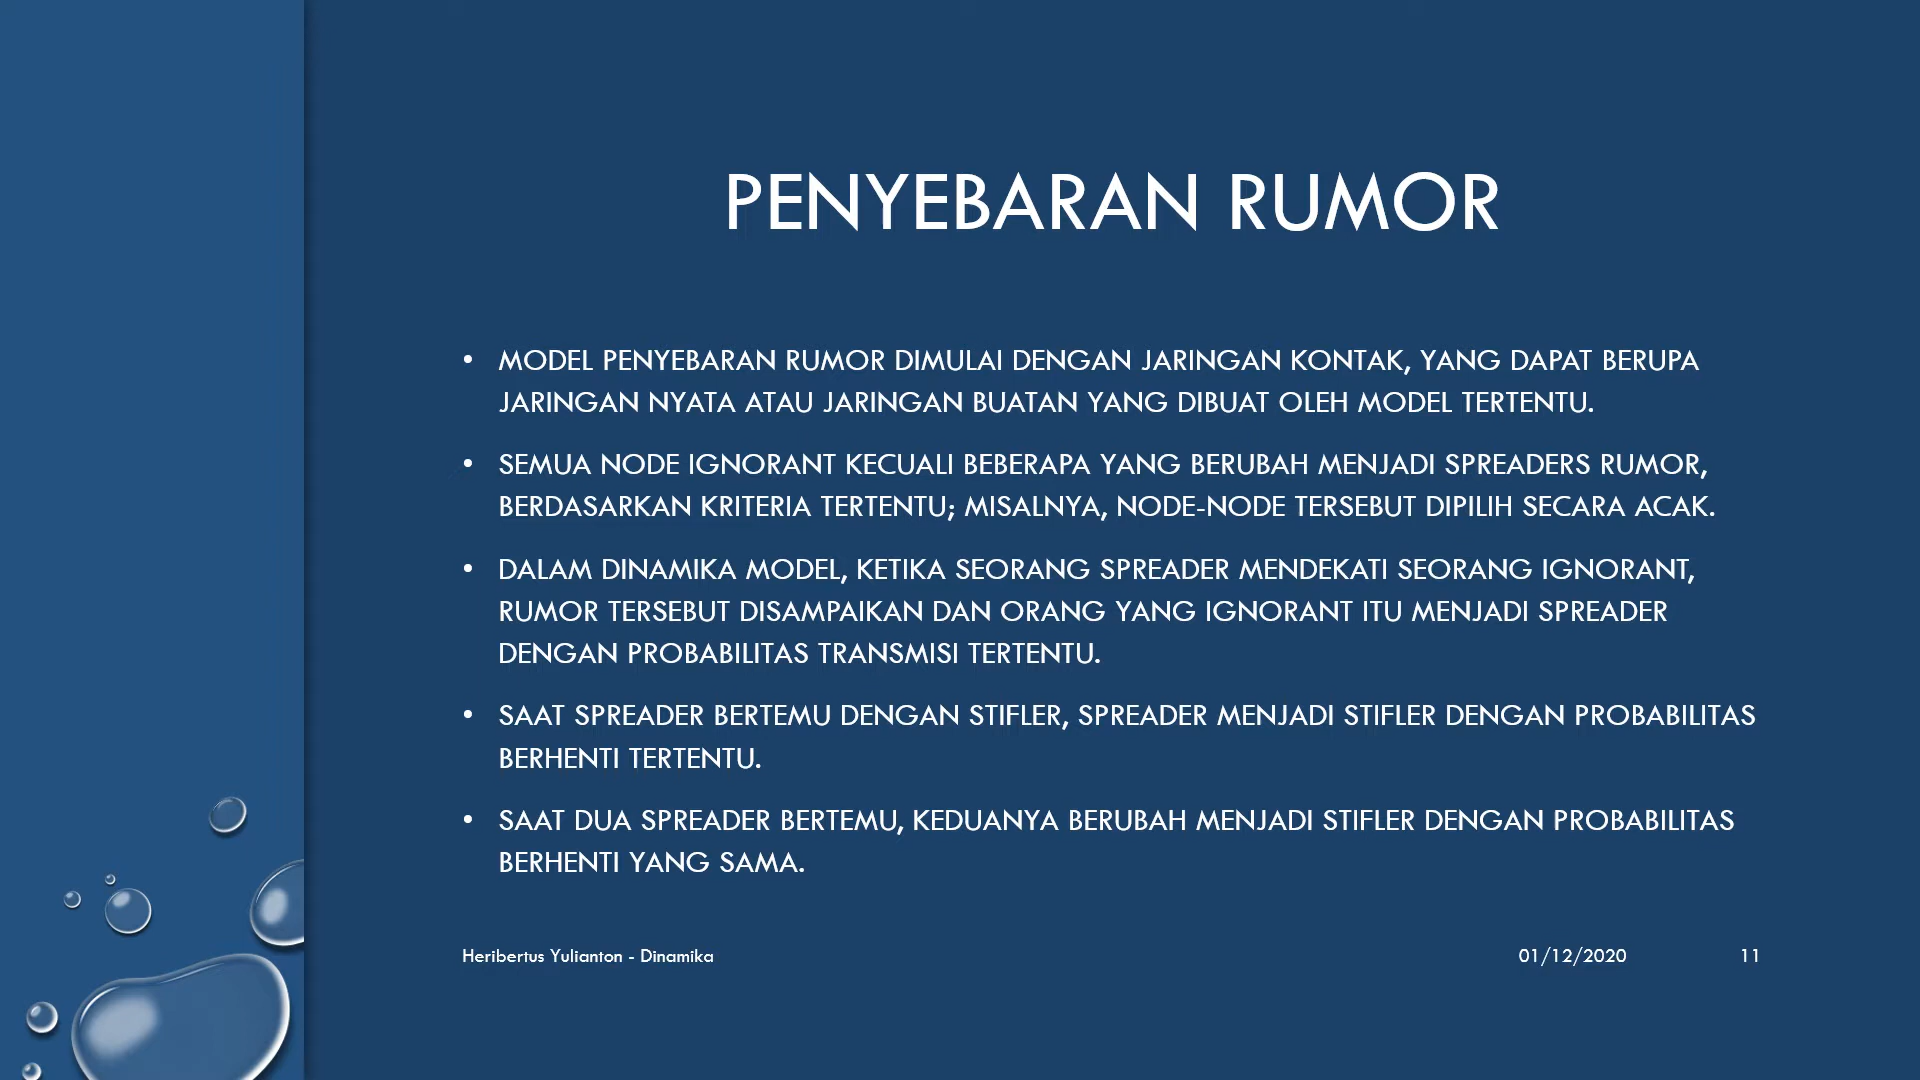 PENYEBARAN RUMOR
• MODEL PENYEBARAN RUMOR DIMULAI DENGAN JARINGAN KONTAK, YANG DAPAT BERUPA
JARINGAN NYATA ATAU JARINGAN BUATAN YANG DIBUAT OLEH MODEL TERTENTU.
• SEMUA NODE IGNORANT KECUALI BEBERAPA YANG BERUBAH MENJADI SPREADERS RUMOR,
BERDASARKAN KRITERIA TERTENTU; MISALNYA, NODE-NODE TERSEBUT DIPILIH SECARA ACAK.
• DALAM DINAMIKA MODEL, KETIKA SEORANG SPREADER MENDEKATI SEORANG IGNORANT,
RUMOR TERSEBUT DISAMPAIKAN DAN ORANG YANG IGNORANT ITU MENJADI SPREADER
DENGAN PROBABILITAS TRANSMISI TERTENTU.
• SAAT SPREADER BERTEMU DENGAN STIFLER, SPREADER MENJADI STIFLER DENGAN PROBABILITAS
BERHENTI TERTENTU.
• SAAT DUA SPREADER BERTEMU, KEDUANYA BERUBAH MENJADI STIFLER DENGAN PROBABILITAS
BERHENTI YANG SAMA.
Heribertus Yulianton - Dinamika 01/12/2020 11